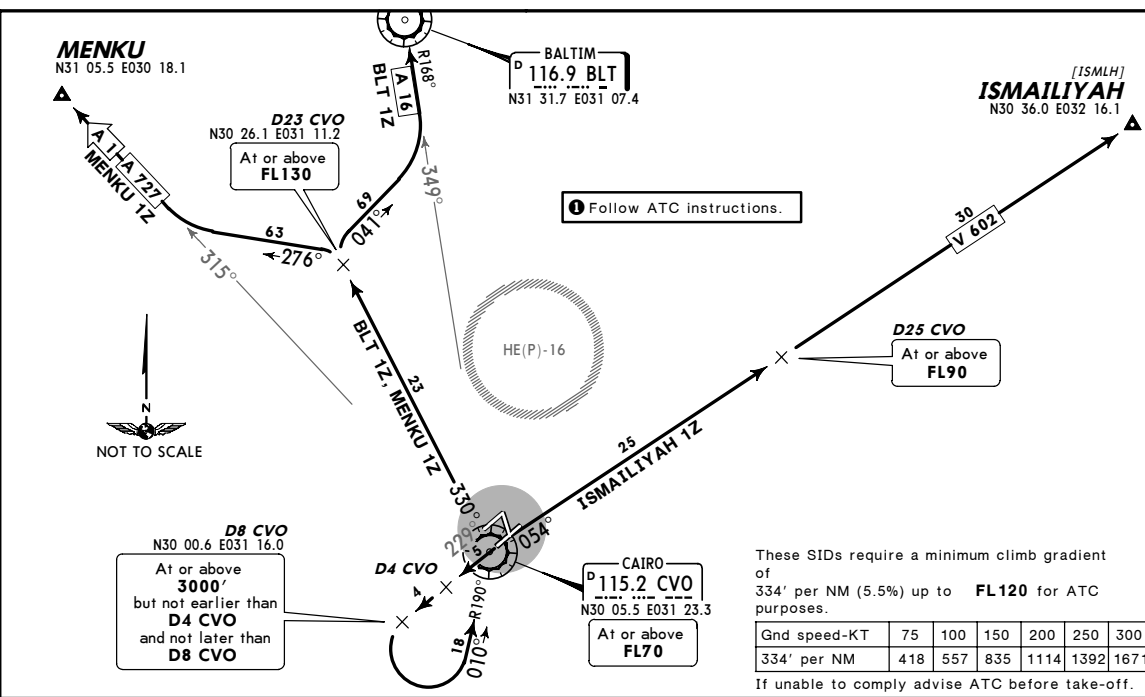 MENKU
N31 05.5 E030 18.1
BALTIM
D 116.9 BLT
N31 31.7 E031 07.4
[ISMLH]
ISMAILIYAH
N30 36.0 E032 16.1
R168°
A 16
BLT 1Z
D23 CVO
N30 26.1 E031 11.2
At or above
FL130
A 1
A 727
MENKU 1Z
349°
❶ Follow ATC instructions.
69
041°
63
276°
315°
30
V 602
HE(P)-16
D25 CVO
At or above
FL90
BLT 1Z, MENKU 1Z
23
N
NOT TO SCALE
25
ISMAILIYAH 1Z
330°
229°
054°
5
D8 CVO
N30 00.6 E031 16.0
At or above
3000'
but not earlier than
D4 CVO
and not later than
D8 CVO
D4 CVO
4
R190°
18
010°
CAIRO
D 115.2 CVO
N30 05.5 E031 23.3
At or above
FL70
These SIDs require a minimum climb gradient
of
334' per NM (5.5%) up to FL120 for ATC
purposes.
Gnd speed-KT 75 100 150 200 250 300
334' per NM 418 557 835 1114 1392 1671
If unable to comply advise ATC before take-off.